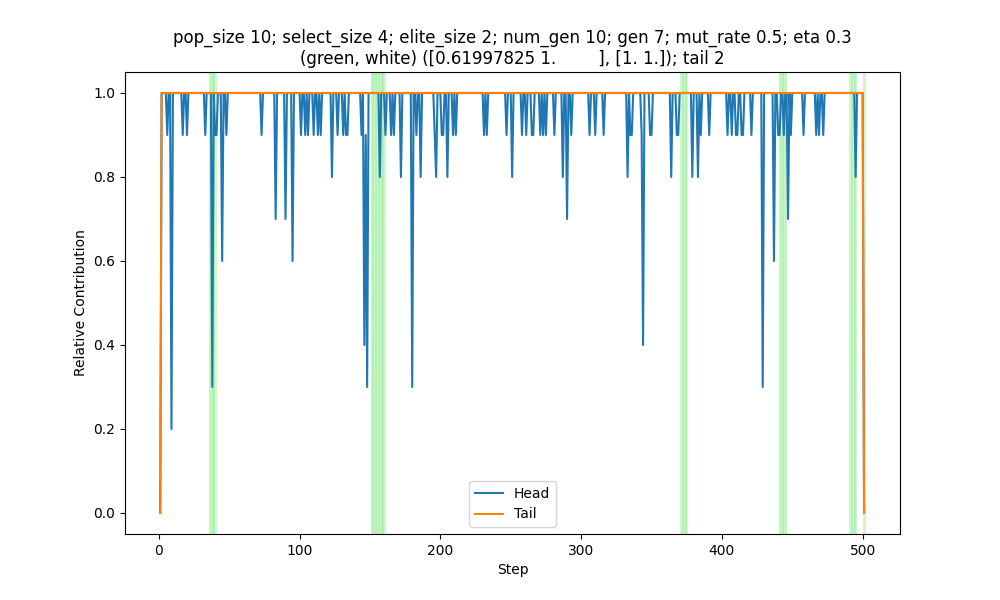 pop_size 10; select_size 4; elite_size 2; num_gen 10; gen 7; mut_rate 0.5; eta 0.3
(green, white) ([0.61997825 1.        ], [1. 1.]); tail 2
1.0
0.8
0.6
0.4
0.2
0.0
Relative Contribution
Head
Tail
0 100 200 300 400 500
Step